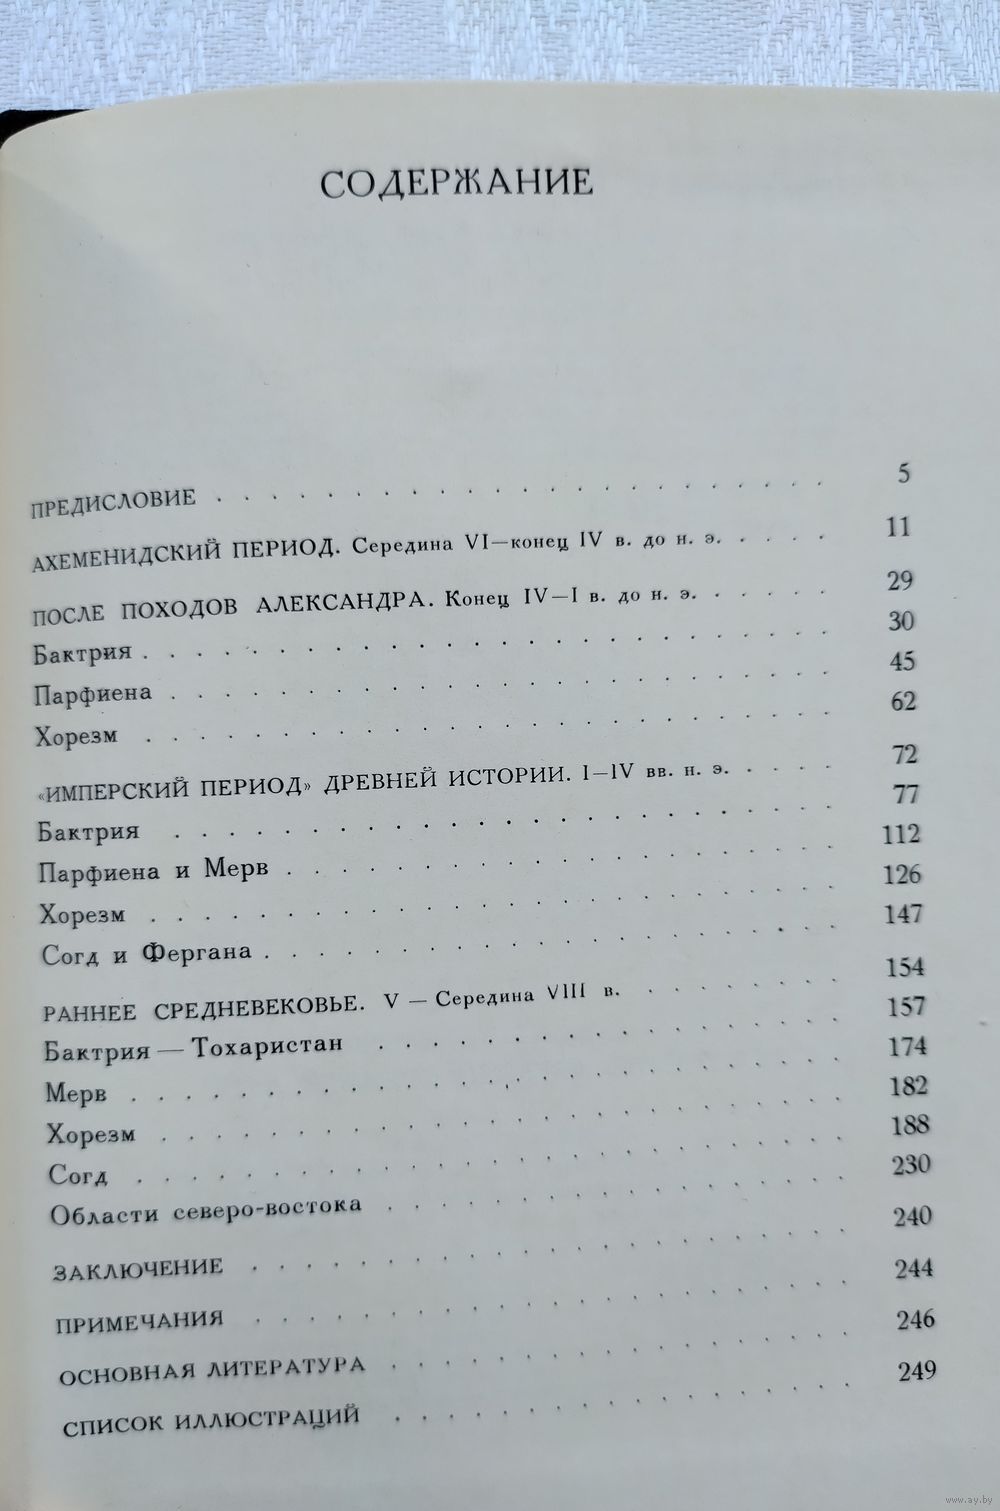 СОДЕРЖАНИЕ
ПРЕДИСЛОВИЕ . . . . . . . . . . . . . . . . . . . . . . 5
АХЕМЕНИДСКИЙ ПЕРИОД. Середина VI—конец IV в. до н. э. . . . . 11
ПОСЛЕ ПОХОДОВ АЛЕКСАНДРА. Конец IV—I в. до н. э. . . . . . 29
Бактрия . . . . . . . . . . . . . . . . . . . . . . . . . 30
Парфиена . . . . . . . . . . . . . . . . . . . . . . . . 45
Хорезм . . . . . . . . . . . . . . . . . . . . . . . . . 62
«ИМПЕРСКИЙ ПЕРИОД» ДРЕВНЕЙ ИСТОРИИ. I—IV вв. н. э. . . . . 72
Бактрия . . . . . . . . . . . . . . . . . . . . . . . . 77
Парфиена и Мерв . . . . . . . . . . . . . . . . . . . . 112
Хорезм . . . . . . . . . . . . . . . . . . . . . . . . . 126
Согд и Фергана . . . . . . . . . . . . . . . . . . . . . 147
РАННЕЕ СРЕДНЕВЕКОВЬЕ. V — Середина VIII в. . . . . . . . 154
Бактрия — Тохаристан . . . . . . . . . . . . . . . . . 157
Мерв . . . . . . . . . . . . . . . . . . . . . . . . . . 174
Хорезм . . . . . . . . . . . . . . . . . . . . . . . . . 182
Согд . . . . . . . . . . . . . . . . . . . . . . . . . . 188
Области северо-востока . . . . . . . . . . . . . . . . . 230
ЗАКЛЮЧЕНИЕ . . . . . . . . . . . . . . . . . . . . . . 240
ПРИМЕЧАНИЯ . . . . . . . . . . . . . . . . . . . . . . 244
ОСНОВНАЯ ЛИТЕРАТУРА . . . . . . . . . . . . . . . . . 246
СПИСОК ИЛЛЮСТРАЦИЙ . . . . . . . . . . . . . . . . . 249
www.ay.by